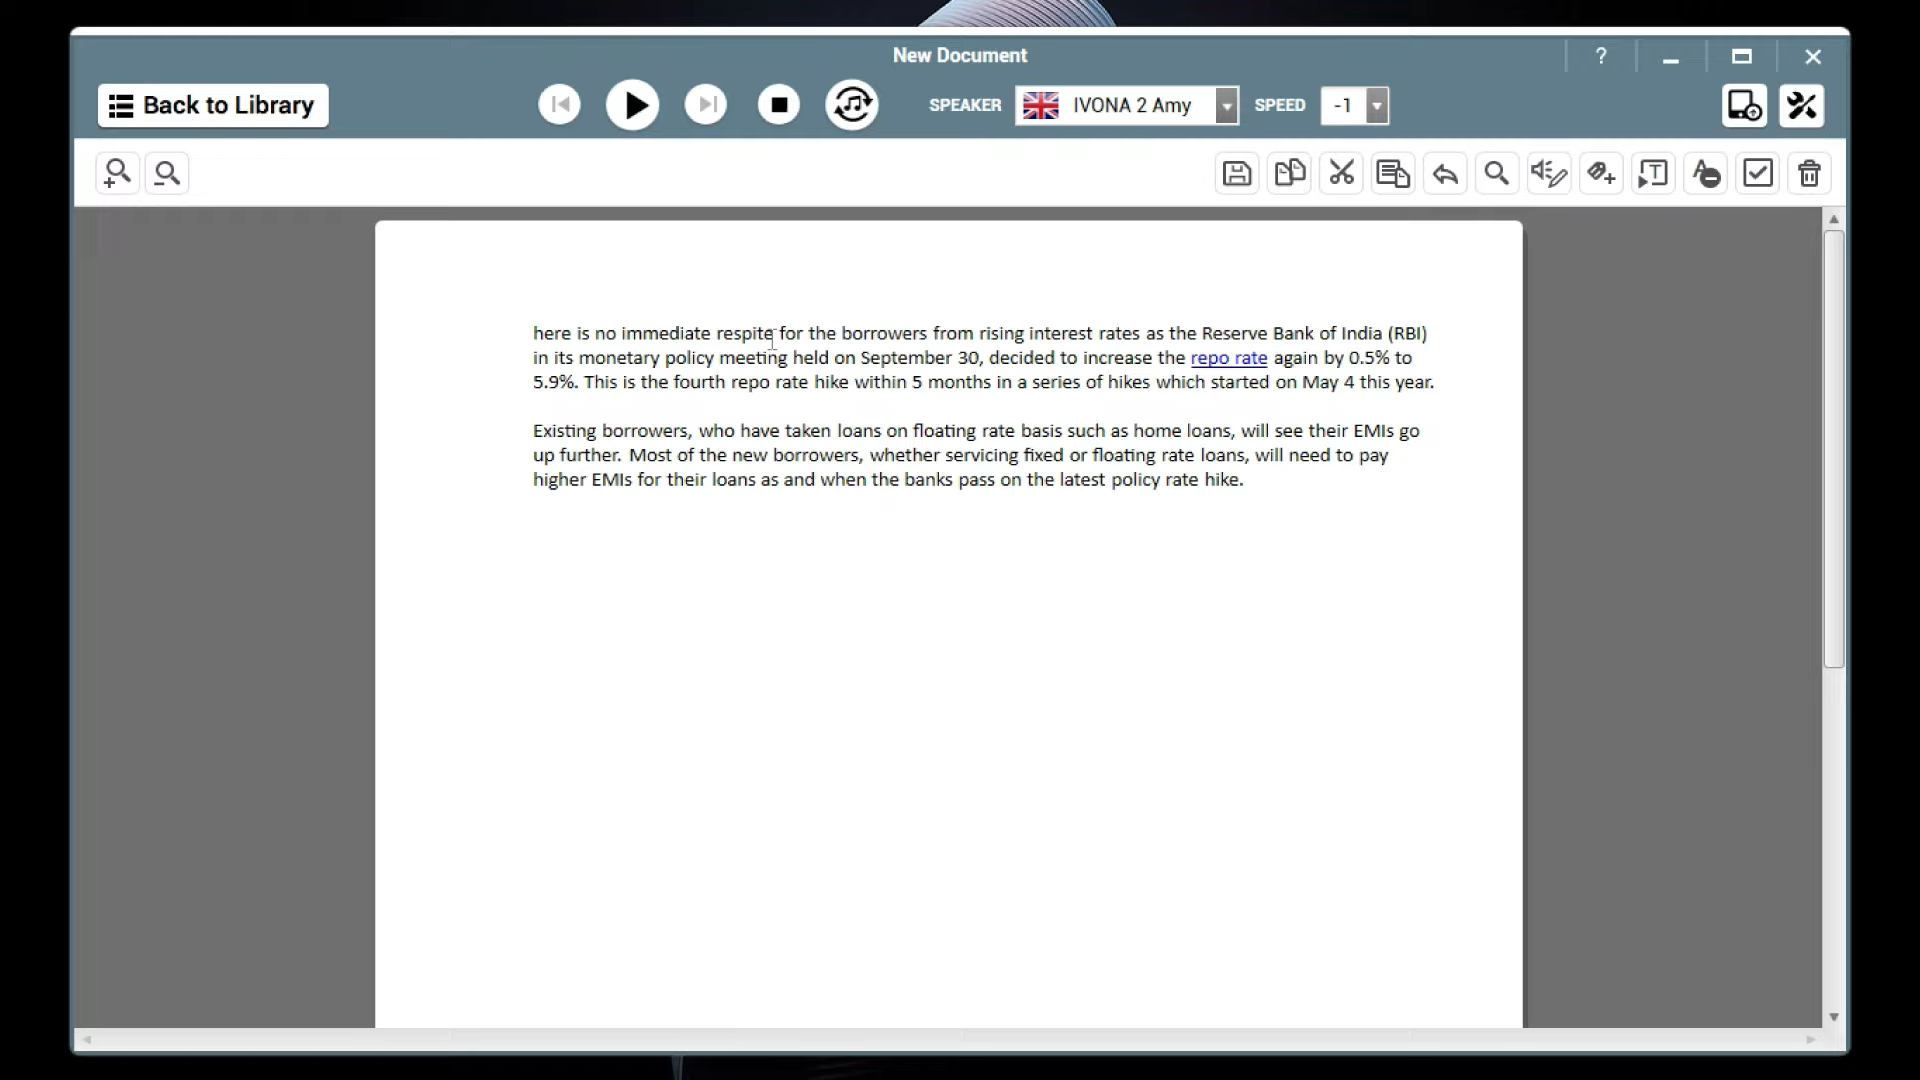 New Document
?
Back to Library
SPEAKER IVONA 2 Amy SPEED -1
here is no immediate respite for the borrowers from rising interest rates as the Reserve Bank of India (RBI)
in its monetary policy meeting held on September 30, decided to increase the repo rate again by 0.5% to
5.9%. This is the fourth repo rate hike within 5 months in a series of hikes which started on May 4 this year.
Existing borrowers, who have taken loans on floating rate basis such as home loans, will see their EMIs go
up further. Most of the new borrowers, whether servicing fixed or floating rate loans, will need to pay
higher EMIs for their loans as and when the banks pass on the latest policy rate hike.